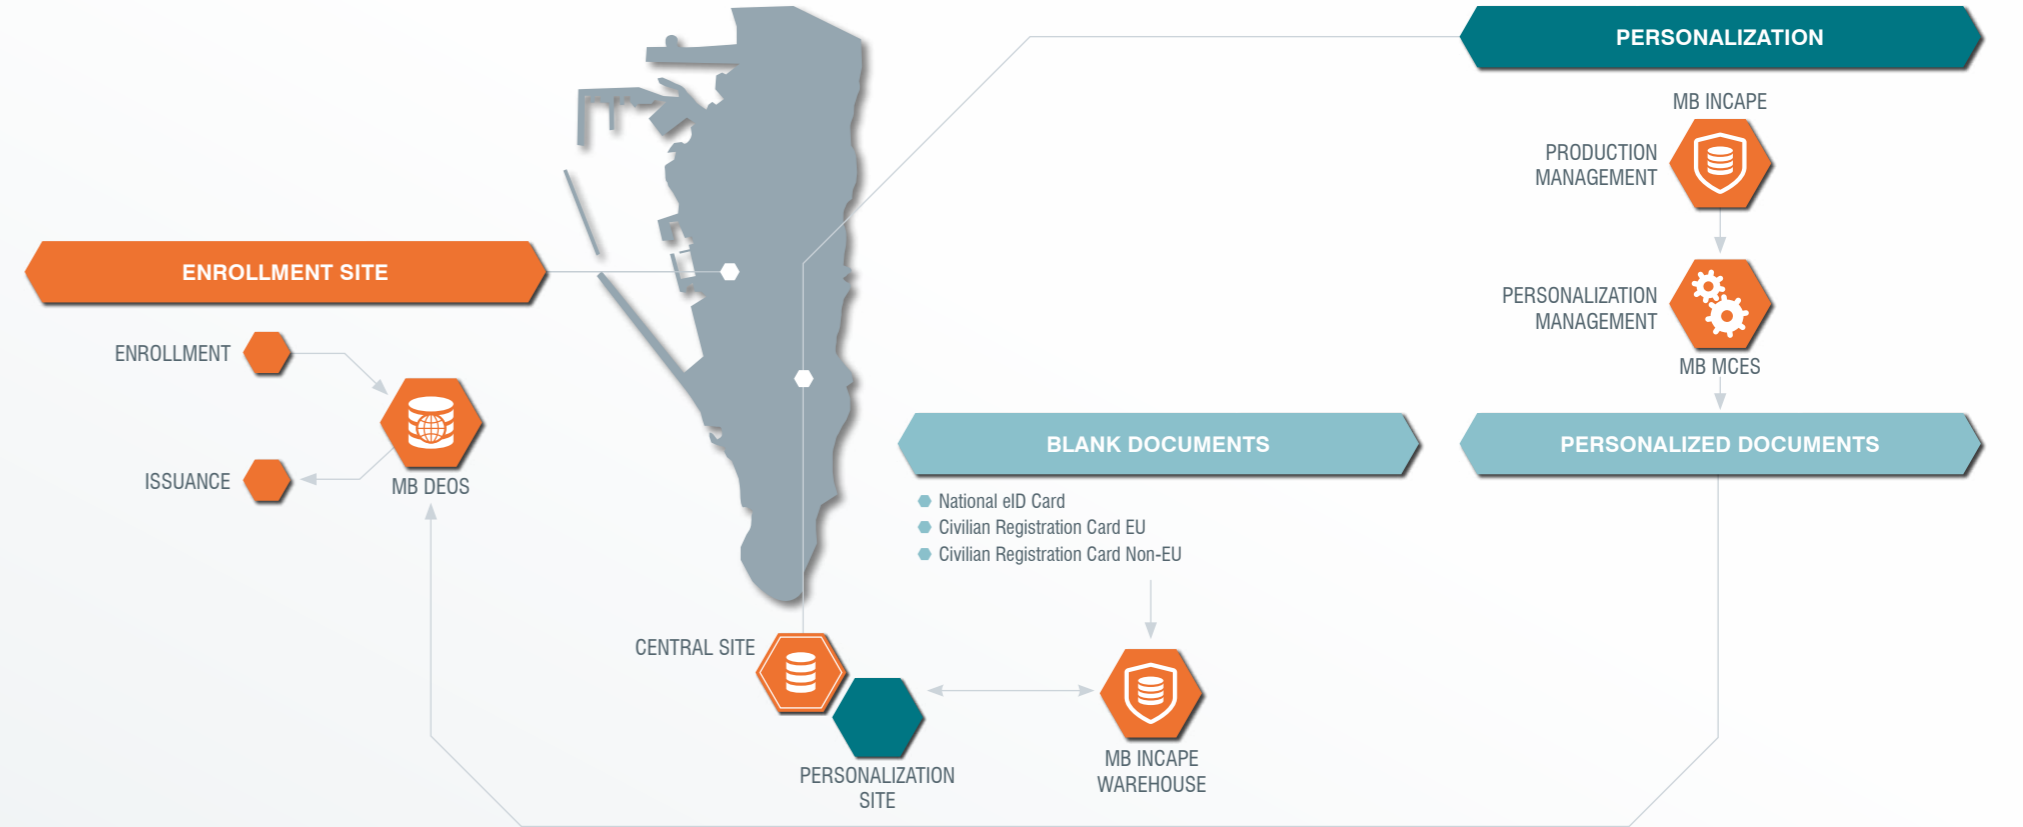 PERSONALIZATION
MB INCAPE
PRODUCTION
MANAGEMENT
PERSONALIZATION
MANAGEMENT
MB MCES
ENROLLMENT SITE
ENROLLMENT
ISSUANCE
MB DEOS
BLANK DOCUMENTS
National eID Card
Civilian Registration Card EU
Civilian Registration Card Non-EU
PERSONALIZED DOCUMENTS
CENTRAL SITE
PERSONALIZATION
SITE
MB INCAPE
WAREHOUSE